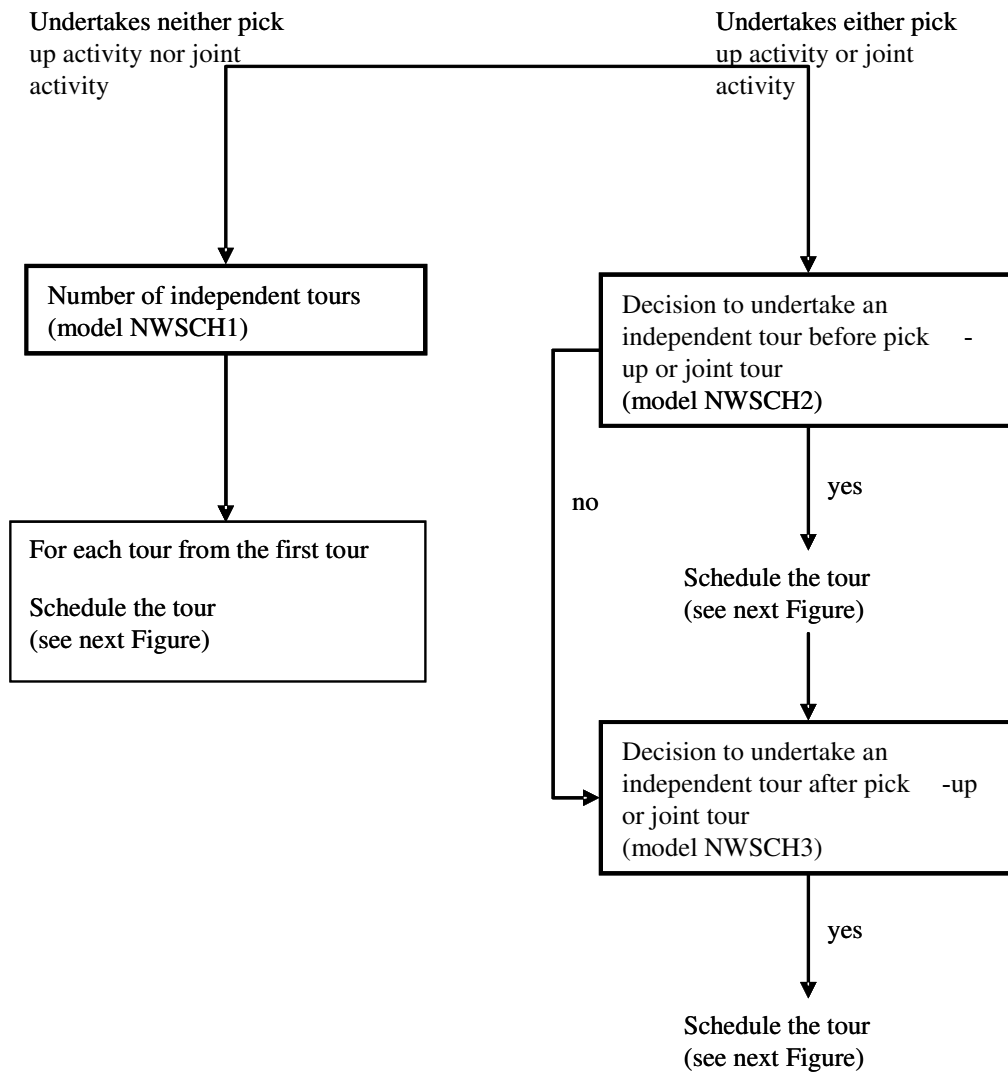 Undertakes neither pick
up activity nor joint
activity
Undertakes either pick
up activity or joint
activity
Number of independent tours
(model NWSCH1)
For each tour from the first tour
Schedule the tour
(see next Figure)
Decision to undertake an
independent tour before pick -
up or joint tour
(model NWSCH2)
no
yes
Schedule the tour
(see next Figure)
Decision to undertake an
independent tour after pick -up
or joint tour
(model NWSCH3)
yes
Schedule the tour
(see next Figure)